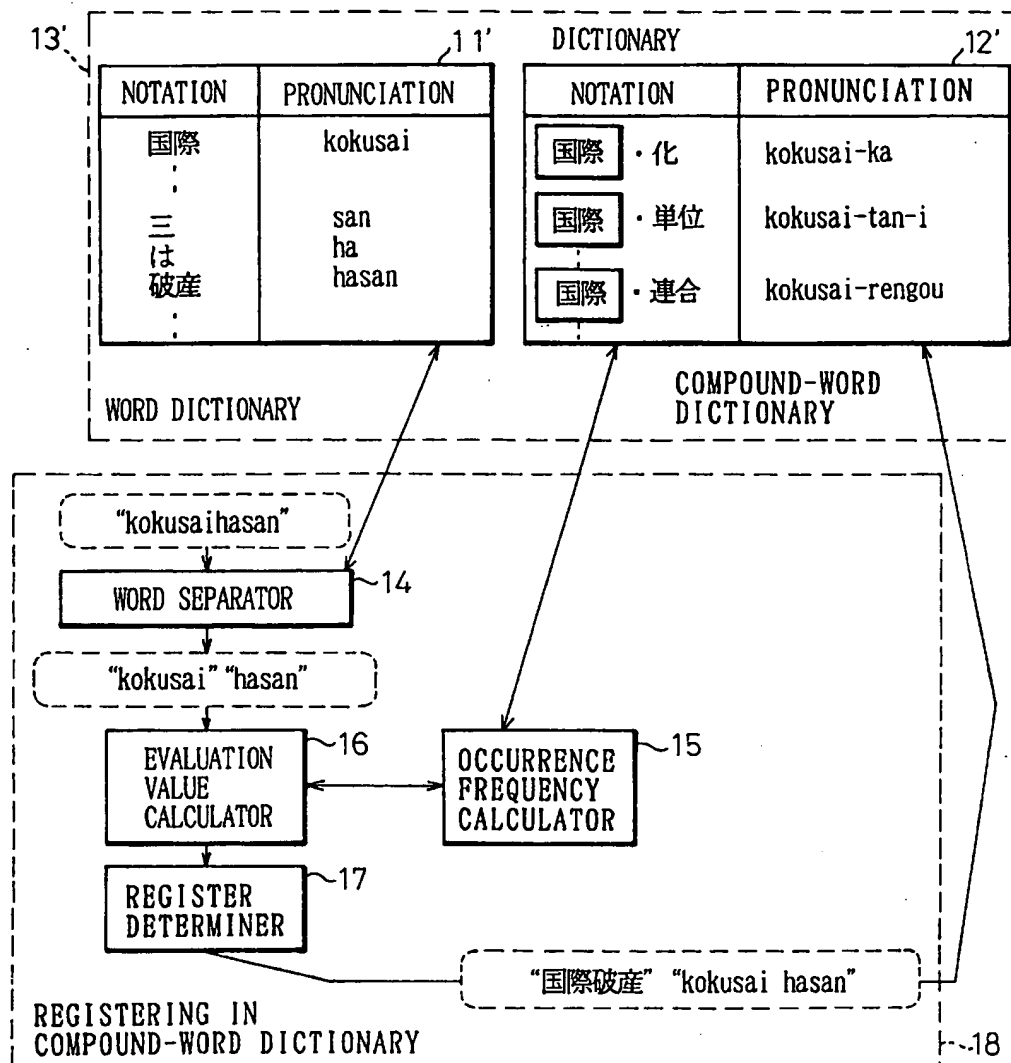 13'
11'
DICTIONARY
12'
NOTATION PRONUNCIATION
国際 kokusai
三 san
は ha
破産 hasan
WORD DICTIONARY
NOTATION PRONUNCIATION
国際・化 kokusai-ka
国際・単位 kokusai-tan-i
国際・連合 kokusai-rengou
COMPOUND-WORD
DICTIONARY
“kokusaihasan”
WORD SEPARATOR
14
“kokusai” “hasan”
EVALUATION
VALUE
CALCULATOR
16
OCCURRENCE
FREQUENCY
CALCULATOR
15
REGISTER
DETERMINER
17
“国際破産” “kokusai hasan”
REGISTERING IN
COMPOUND-WORD DICTIONARY
18